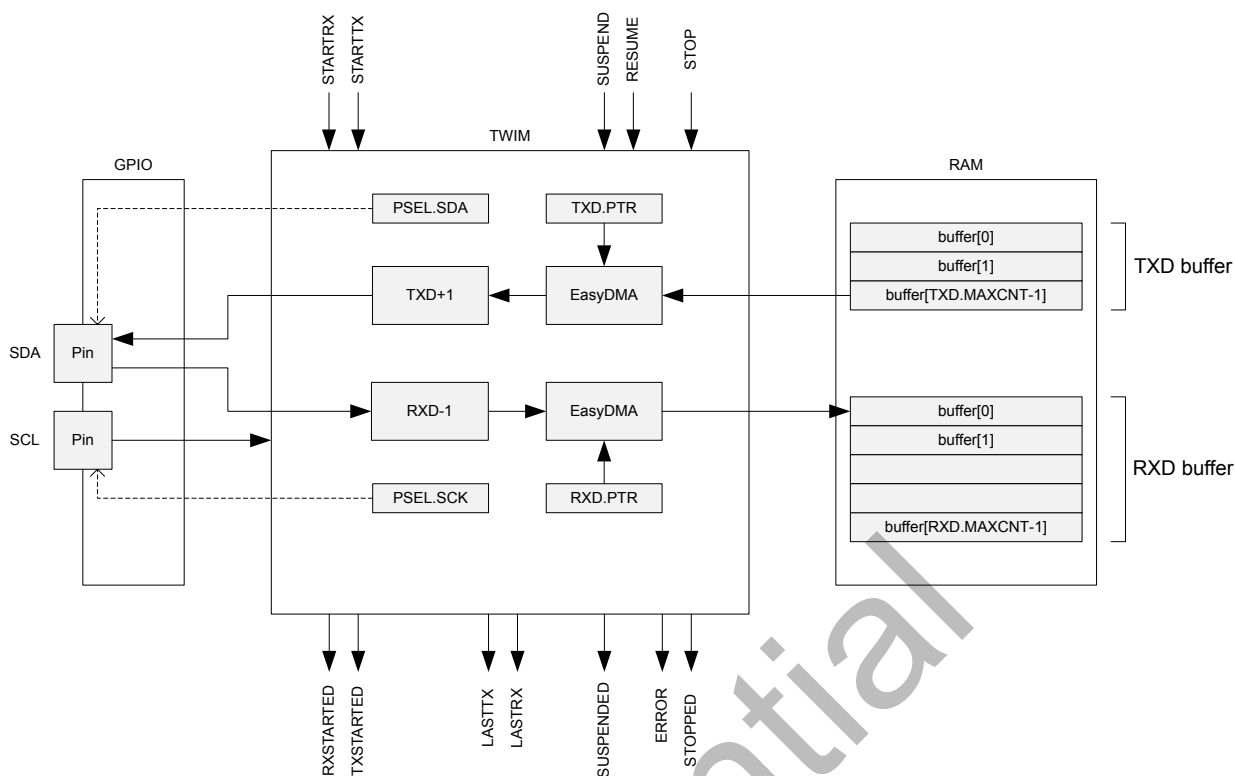 STARTRX
STARTTX
SUSPEND
RESUME
STOP
TWIM
GPIO
RAM
PSEL.SDA
TXD.PTR
buffer[0]
buffer[1]
buffer[TXD.MAXCNT-1]
TXD buffer
TXD+1
EasyDMA
SDA
Pin
RXD-1
EasyDMA
buffer[0]
buffer[1]
buffer[RXD.MAXCNT-1]
RXD buffer
SCL
Pin
PSEL.SCK
RXD.PTR
RXSTARTED
TXSTARTED
LASTTX
LASTRX
SUSPENDED
ERROR
STOPPED
ntial